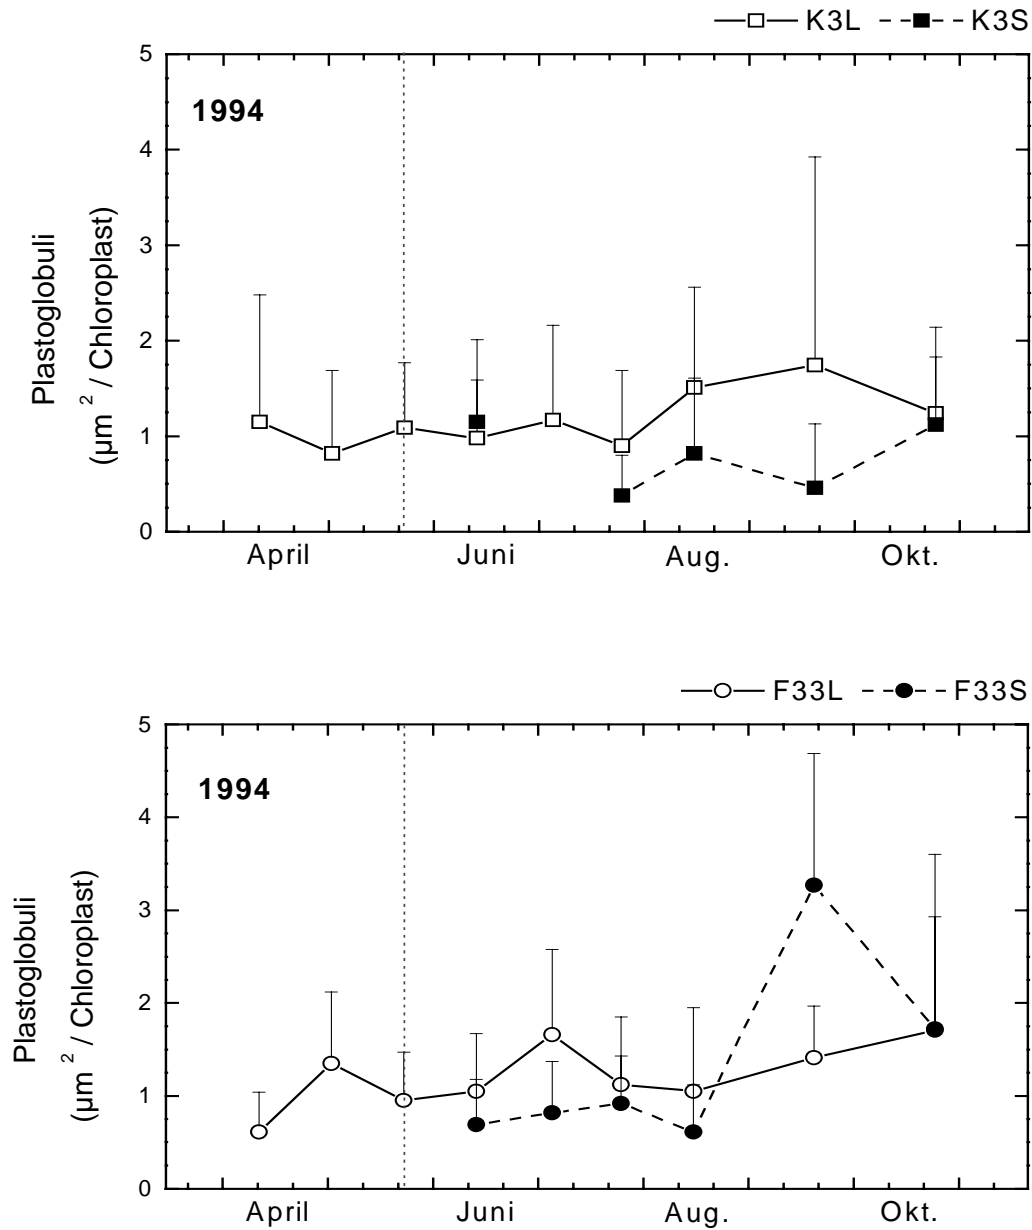 K3L K3S
5
1994
4
3
2
1
0
Plastoglobuli
(µm² / Chloroplast)
April Juni Aug. Okt.
F33L F33S
5
1994
4
3
2
1
0
Plastoglobuli
(µm² / Chloroplast)
April Juni Aug. Okt.